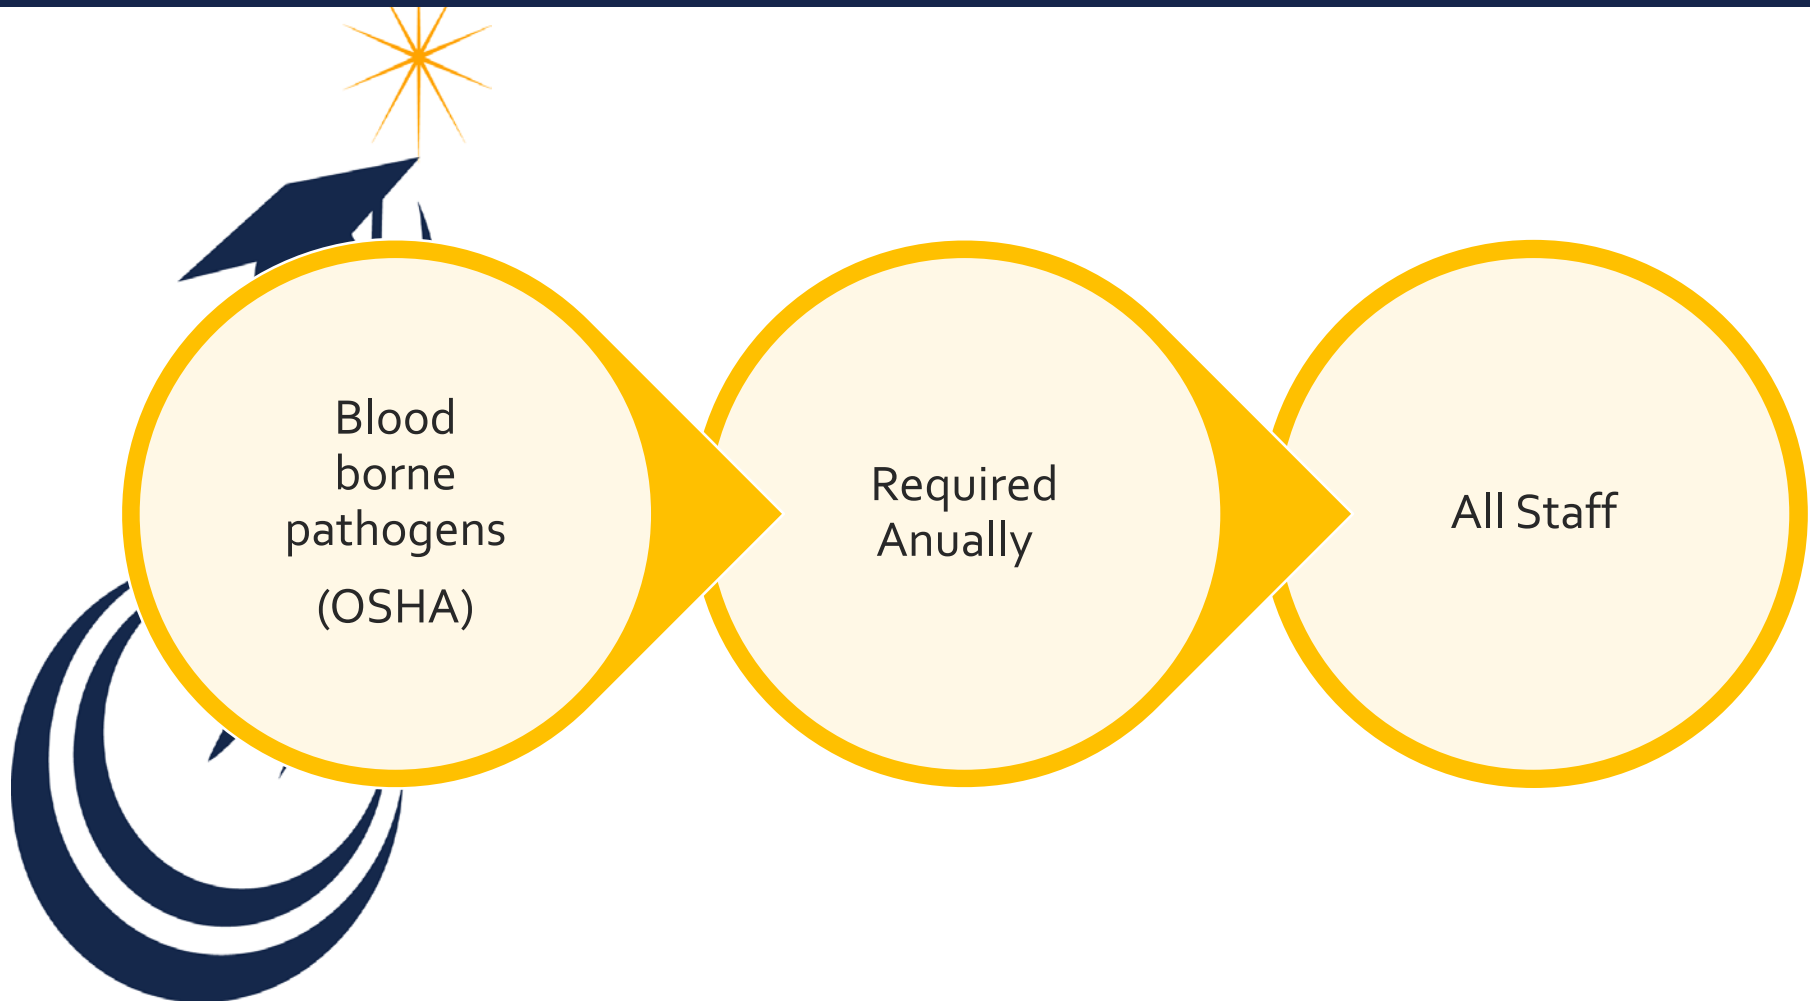 Blood
borne
pathogens
(OSHA)
Required
Anually
All Staff